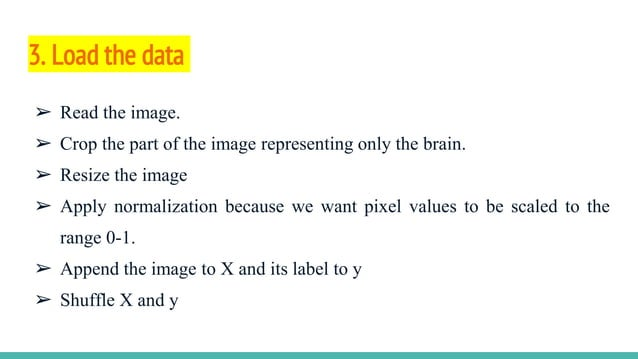 3. Load the data
➢ Read the image.
➢ Crop the part of the image representing only the brain.
➢ Resize the image
➢ Apply normalization because we want pixel values to be scaled to the
range 0-1.
➢ Append the image to X and its label to y
➢ Shuffle X and y